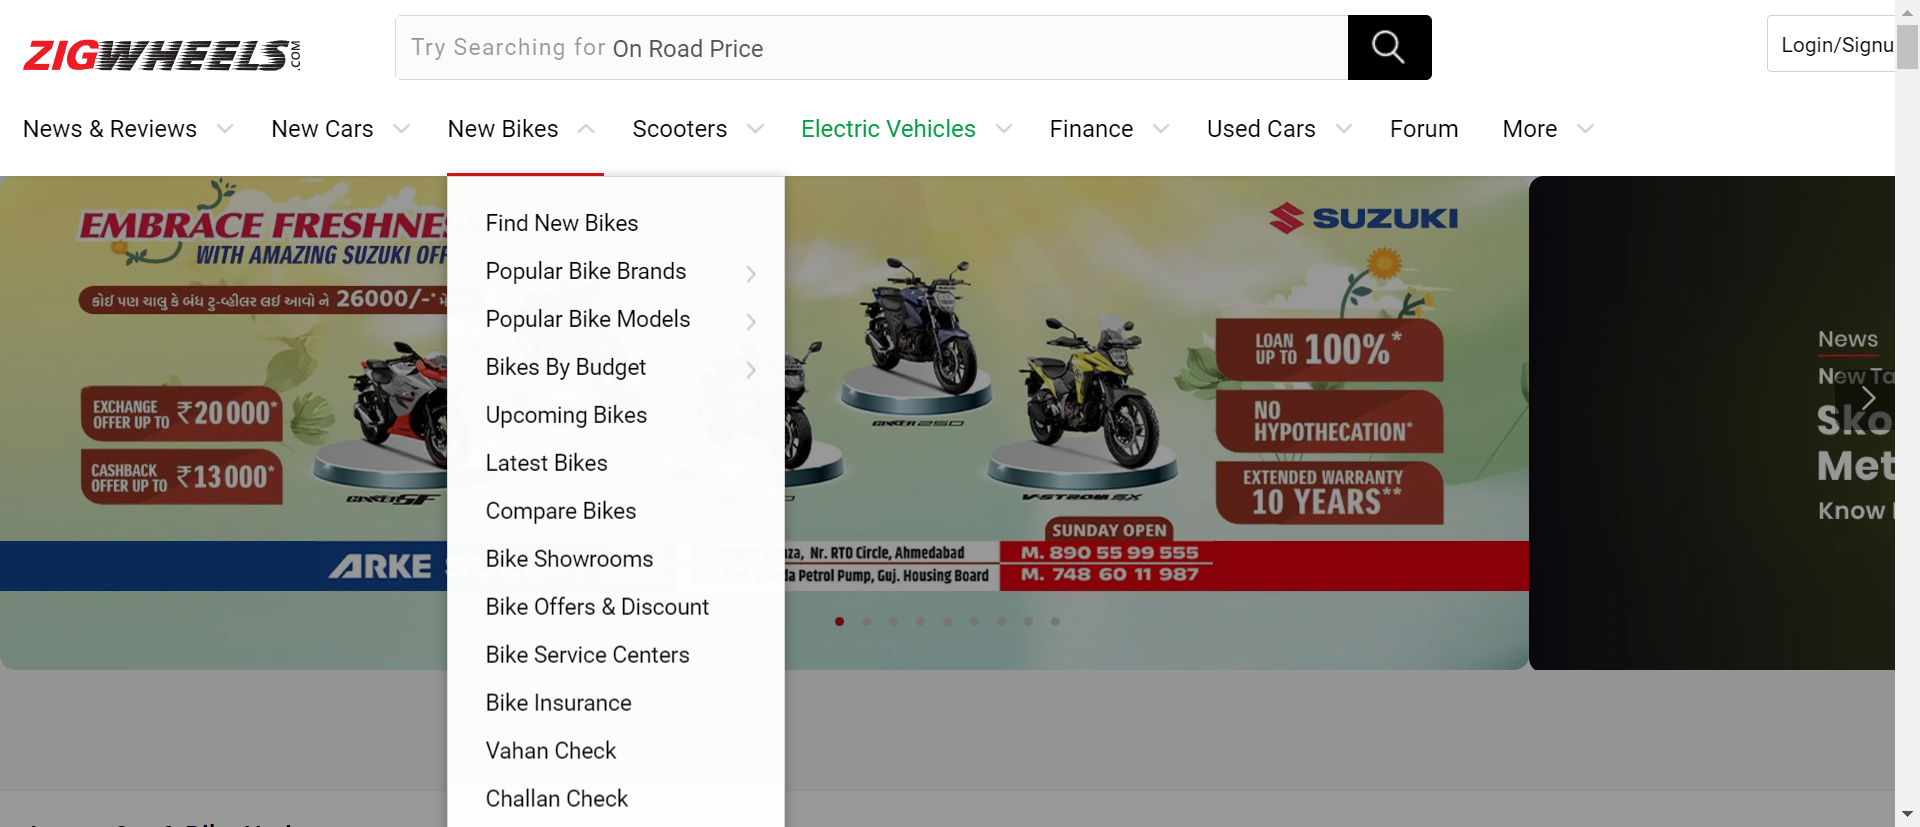 ZIGWHEELS.COM
Try Searching for On Road Price
Login/Signu
News & Reviews
New Cars
New Bikes
Scooters
Electric Vehicles
Finance
Used Cars
Forum
More
Find New Bikes
Popular Bike Brands
Popular Bike Models
Bikes By Budget
Upcoming Bikes
Latest Bikes
Compare Bikes
Bike Showrooms
Bike Offers & Discount
Bike Service Centers
Bike Insurance
Vahan Check
Challan Check
EMBRACE FRESHNES
WITH AMAZING SUZUKI OFFE
કોઈ પણ ચાલુ કે બંધ ટુ-વ્હીલર લઈ આવો ને 26000/-*
EXCHANGE
OFFER UP TO ₹20000*
CASHBACK
OFFER UP TO ₹13000*
GIXXER SF
GIXXER 250
V-STROM SX
SUZUKI
LOAN
UP TO 100%*
NO
HYPOTHECATION*
EXTENDED WARRANTY
10 YEARS**
SUNDAY OPEN
ARKE
Nr. RTO Circle, Ahmedabad
M. 890 55 99 555
Petrol Pump, Guj. Housing Board
M. 748 60 11 987
News
New Ta
Sko
Met
Know